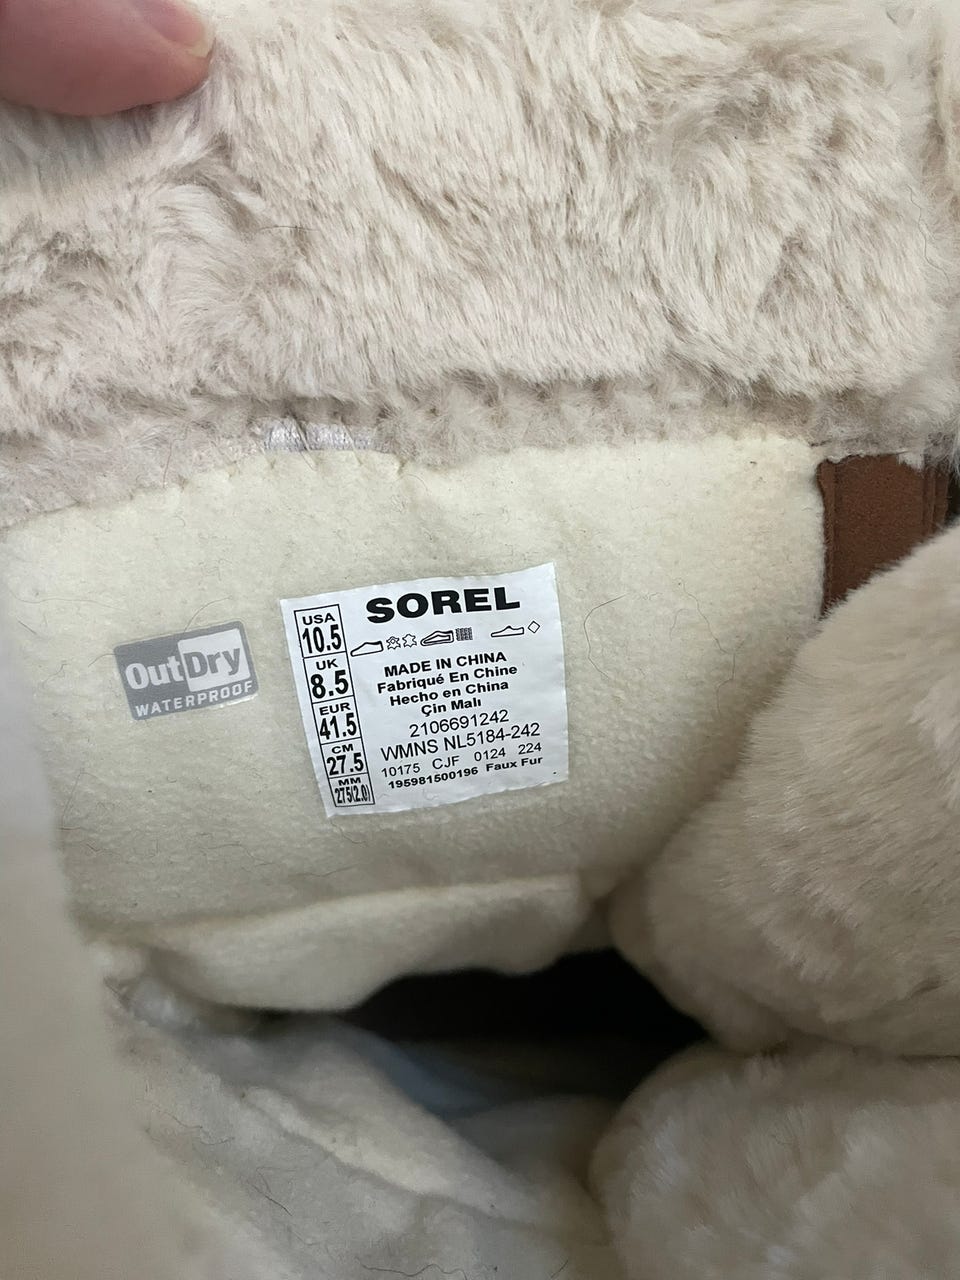 OutDry
WATERPROOF
USA
10.5
UK
8.5
EUR
41.5
CM
27.5
MM
275(2.0)
SOREL
MADE IN CHINA
Fabriqué En Chine
Hecho en China
Çin Malı
2106691242
WMNS NL5184-242
10175 CJF 0124 224
195981500196 Faux Fur